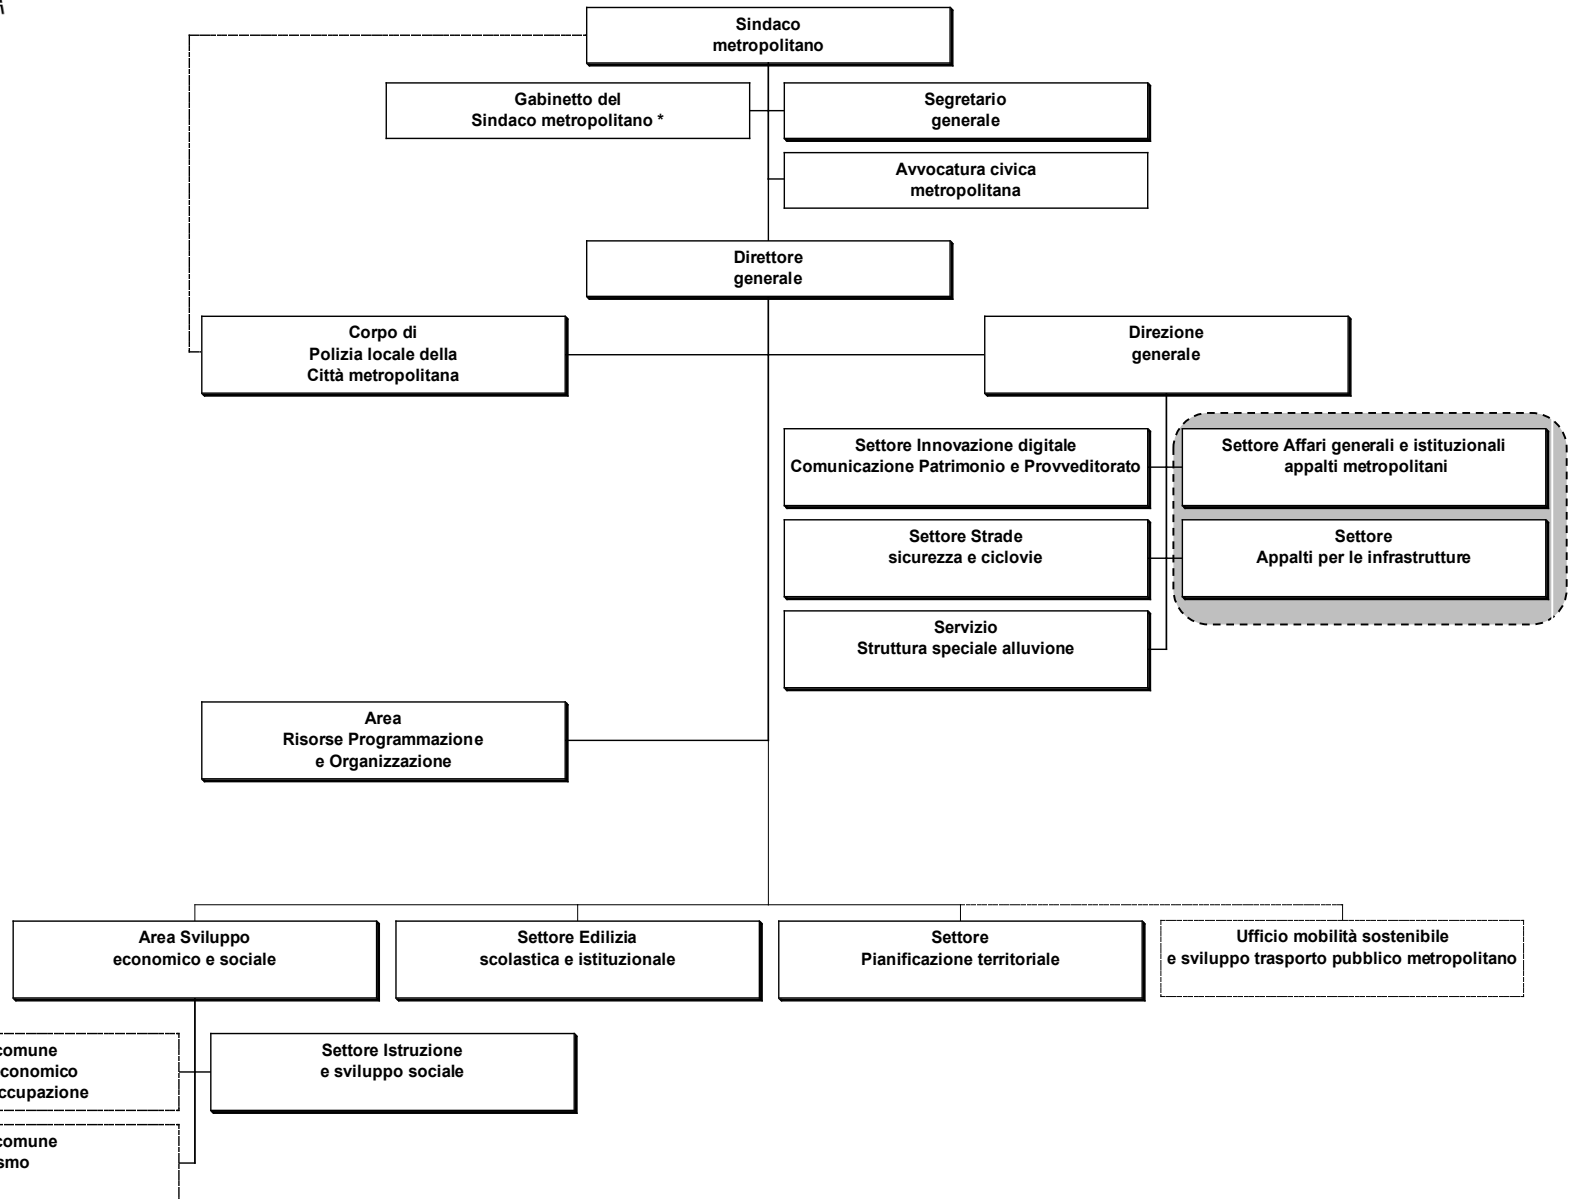 Sindaco
metropolitano
Gabinetto del
Sindaco metropolitano *
Segretario
generale
Avvocatura civica
metropolitana
Direttore
generale
Corpo di
Polizia locale della
Città metropolitana
Direzione
generale
Settore Innovazione digitale
Comunicazione Patrimonio e Provveditorato
Settore Affari generali e istituzionali
appalti metropolitani
Settore Strade
sicurezza e ciclovie
Settore
Appalti per le infrastrutture
Servizio
Struttura speciale alluvione
Area
Risorse Programmazione
e Organizzazione
Area Sviluppo
economico e sociale
Settore Edilizia
scolastica e istituzionale
Settore
Pianificazione territoriale
Ufficio mobilità sostenibile
e sviluppo trasporto pubblico metropolitano
comune
Settore Istruzione
e sviluppo sociale
comune